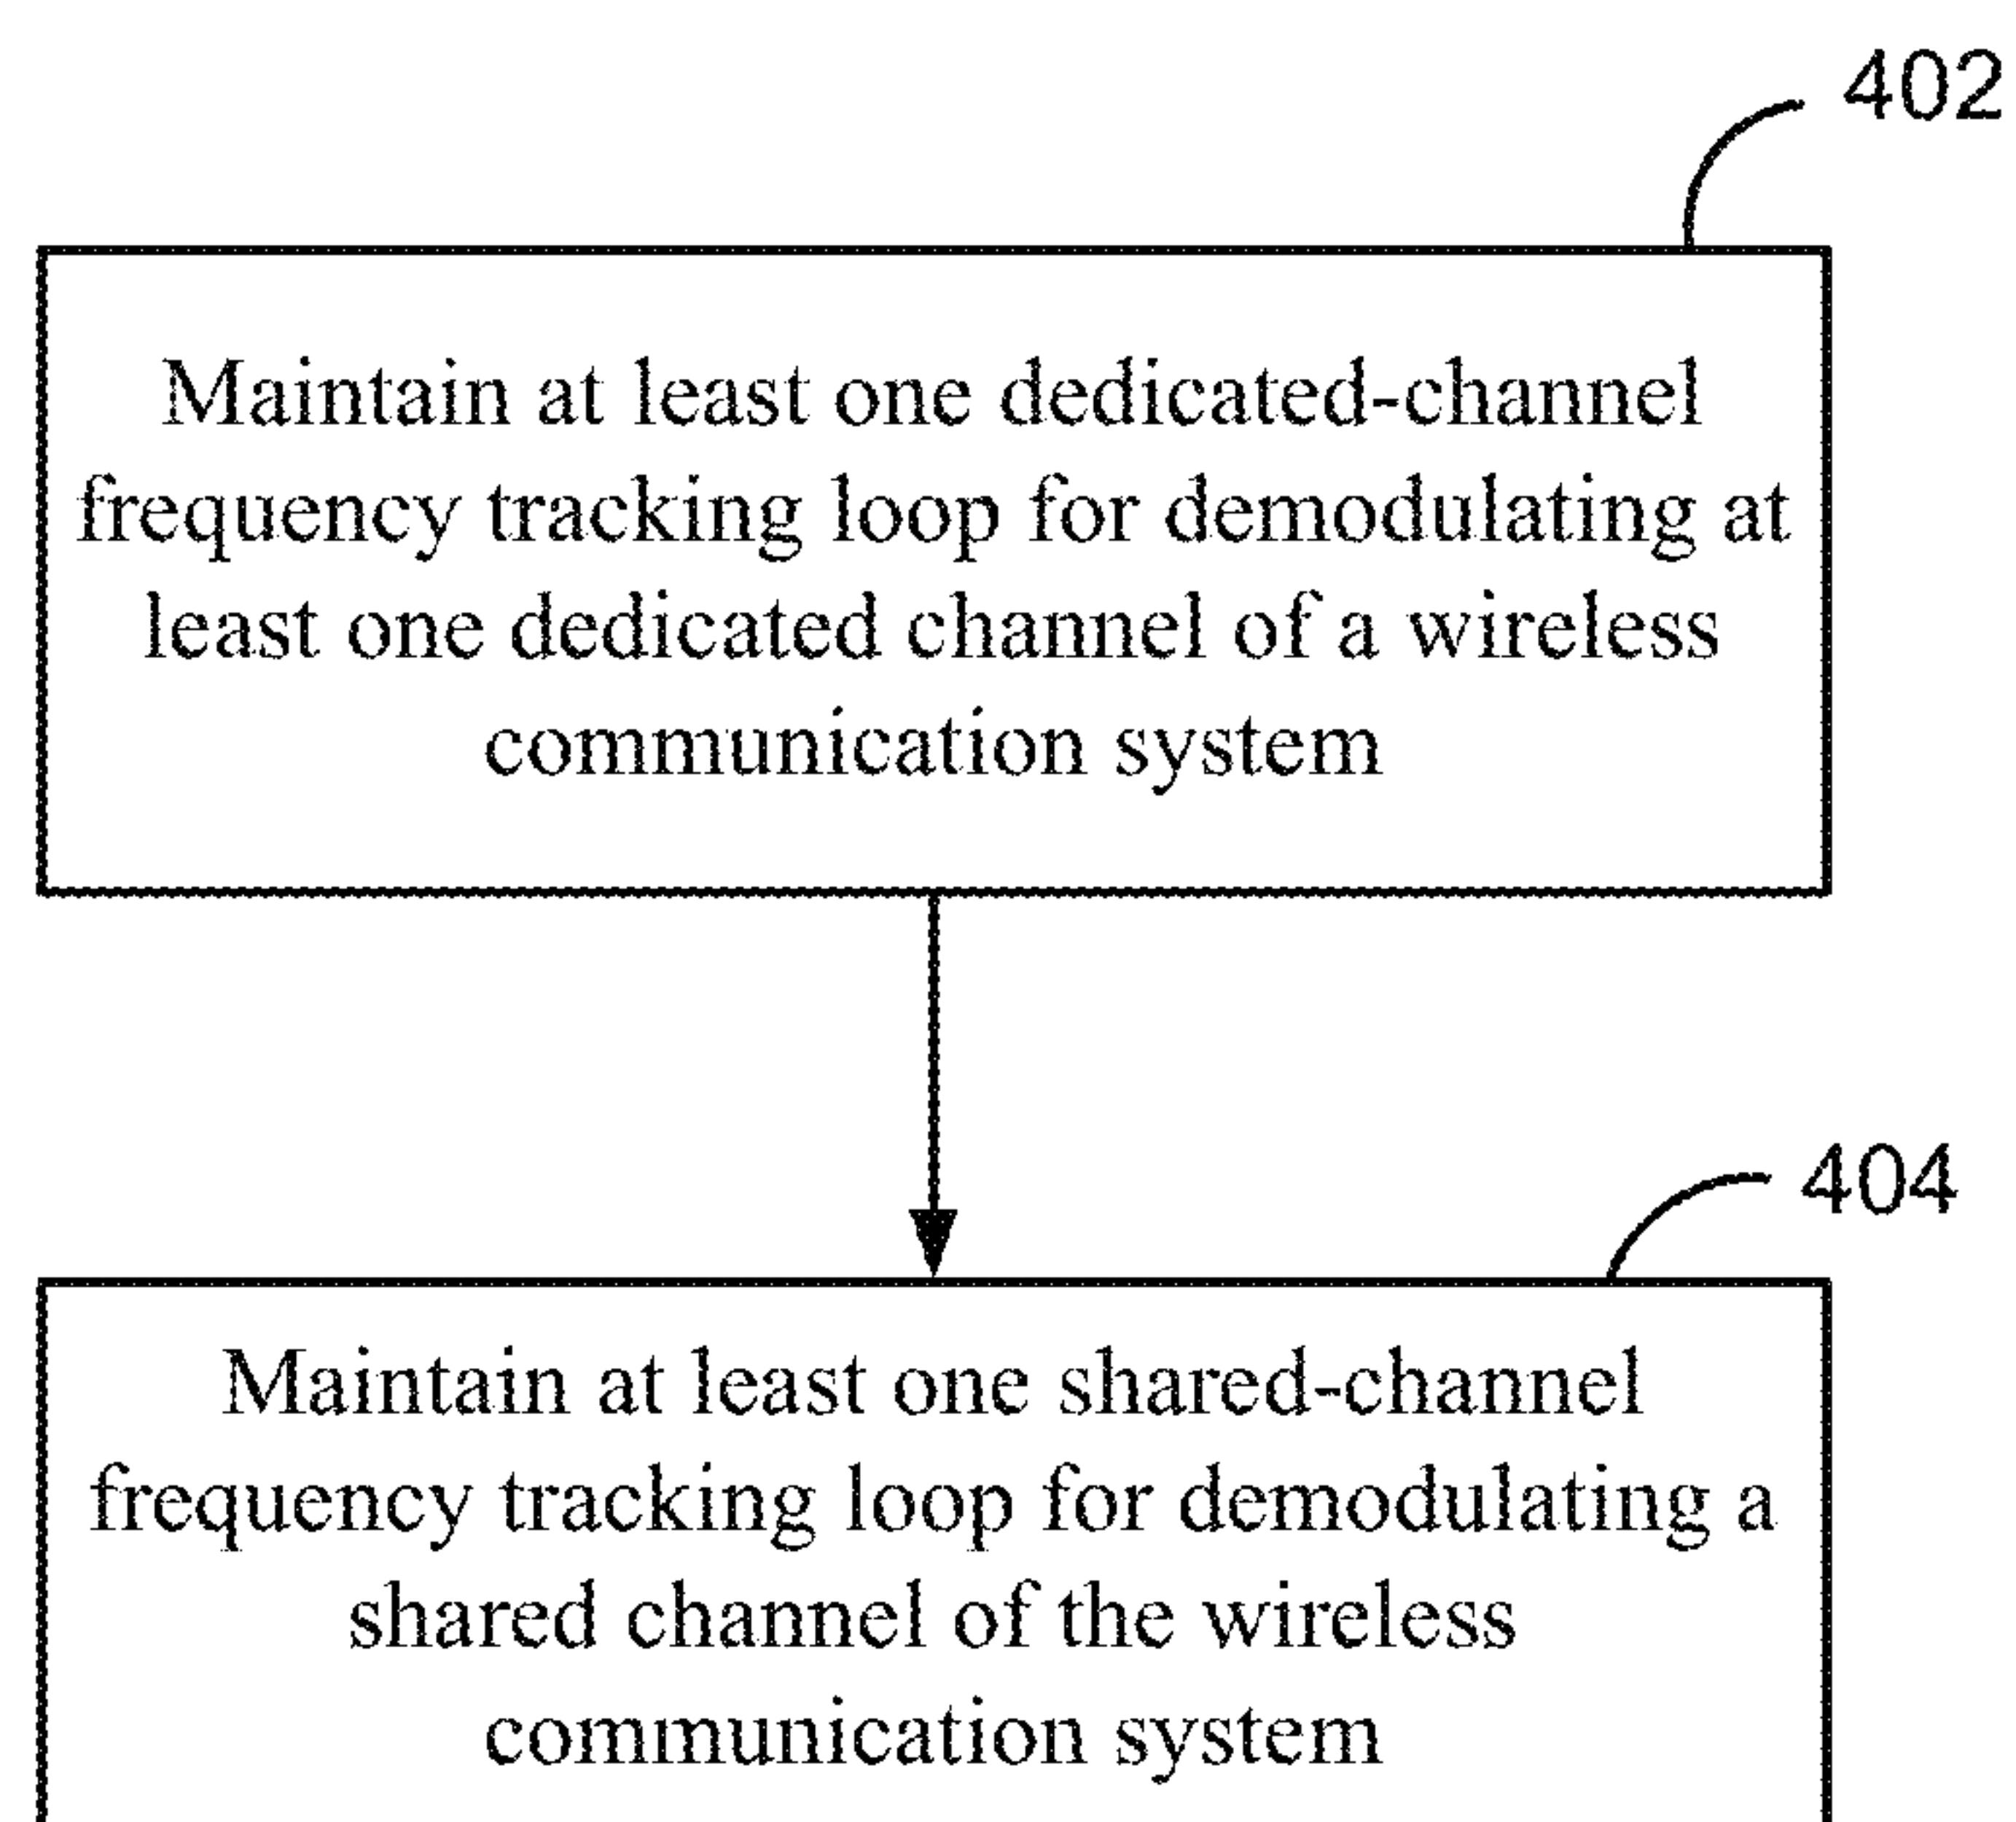 402
Maintain at least one dedicated-channel
frequency tracking loop for demodulating at
least one dedicated channel of a wireless
communication system
404
Maintain at least one shared-channel
frequency tracking loop for demodulating a
shared channel of the wireless
communication system